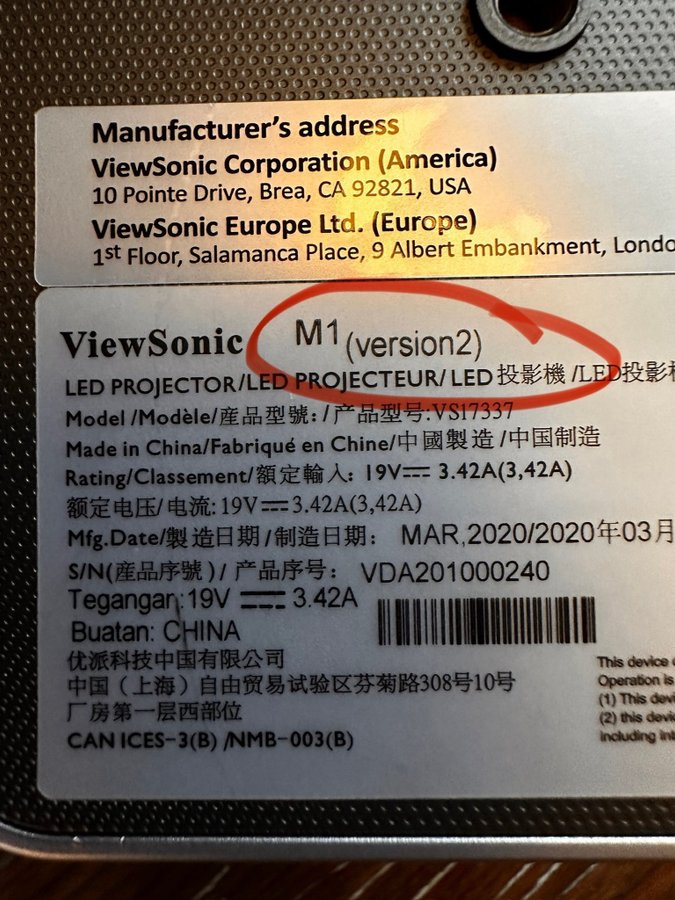 Manufacturer's address
ViewSonic Corporation (America)
10 Pointe Drive, Brea, CA 92821, USA
ViewSonic Europe Ltd. (Europe)
1st Floor, Salamanca Place, 9 Albert Embankment, Londo
ViewSonic M1 (version2)
LED PROJECTOR/LED PROJECTEUR/ LED 投影機 /LED投影
Model /Modèle/產品型號: /产品型号:VS17337
Made in China/Fabriqué en Chine/中國製造 /中国制造
Rating/Classement/額定輸入: 19V⎓ 3.42A(3,42A)
额定电压/电流:19V⎓3.42A(3,42A)
Mfg.Date/製造日期 /制造日期: MAR,2020/2020年03月
S/N(產品序號)/ 产品序号: VDA201000240
Tegangan:19V ⎓ 3.42A
Buatan: CHINA
优派科技中国有限公司
中国（上海）自由贸易试验区芬菊路308号10号
厂房第一层西部位
CAN ICES-3(B) /NMB-003(B)
This device
Operation is
(1) This devi
(2) this devi
including int